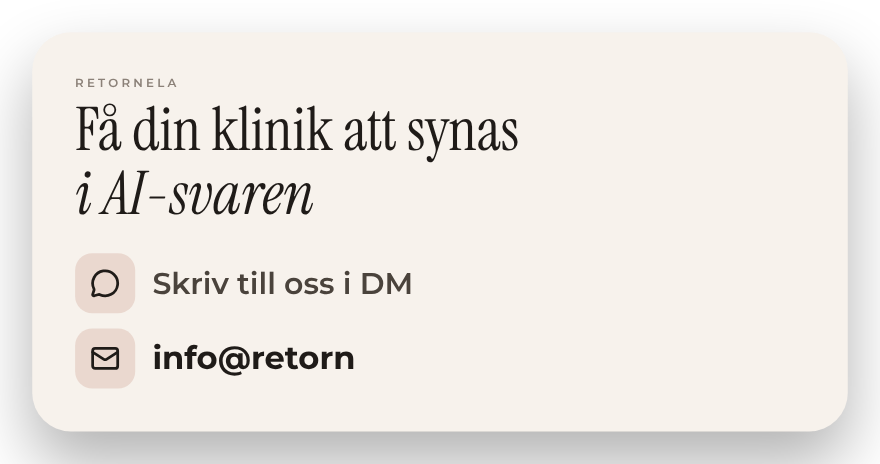 RETORNELA
Få din klinik att synas
i AI-svaren
Skriv till oss i DM
info@retorn